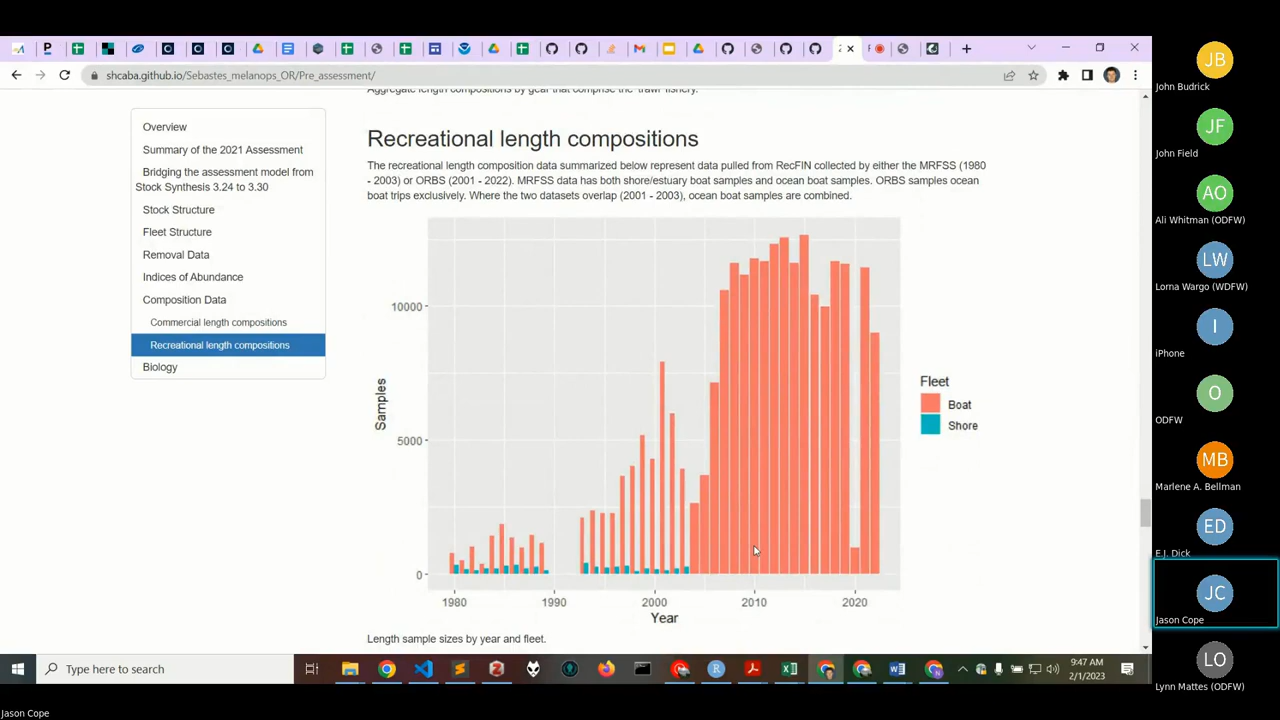 shcaba.github.io/Sebastes_melanops_OR/Pre_assessment/
Aggregate length compositions by gear that comprise the 'trawl' fishery.
Overview
Summary of the 2021 Assessment
Bridging the assessment model from
Stock Synthesis 3.24 to 3.30
Stock Structure
Fleet Structure
Removal Data
Indices of Abundance
Composition Data
Commercial length compositions
Recreational length compositions
Biology
Recreational length compositions
The recreational length composition data summarized below represent data pulled from RecFIN collected by either the MRFSS (1980
- 2003) or ORBS (2001 - 2022). MRFSS data has both shore/estuary boat samples and ocean boat samples. ORBS samples ocean
boat trips exclusively. Where the two datasets overlap (2001 - 2003), ocean boat samples are combined.
10000
5000
0
Samples
1980
1990
2000
2010
2020
Year
Fleet
Boat
Shore
Length sample sizes by year and fleet.
Type here to search
9:47 AM
2/1/2023
JB
John Budrick
JF
John Field
AO
Ali Whitman (ODFW)
LW
Lorna Wargo (WDFW)
I
iPhone
O
ODFW
MB
Marlene A. Bellman
ED
E.J. Dick
JC
Jason Cope
LO
Lynn Mattes (ODFW)
Jason Cope